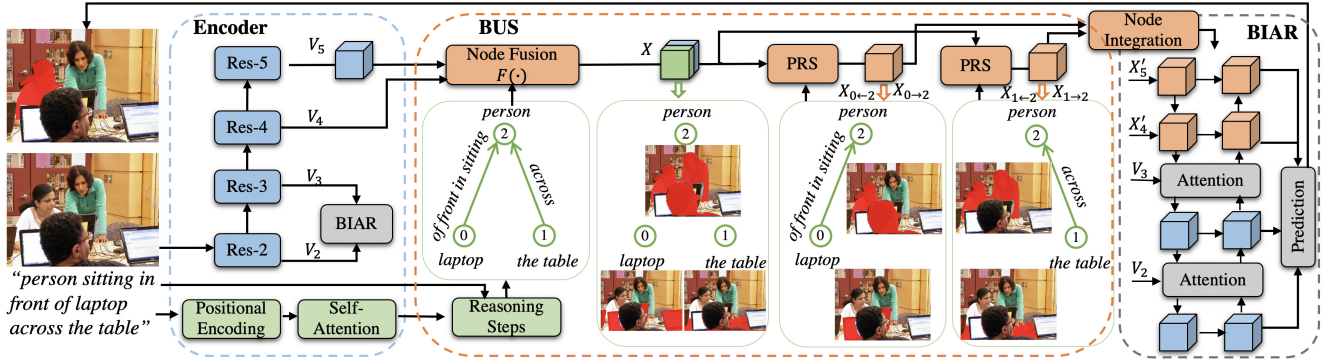 Encoder
BUS
BIAR
Res-5
Res-4
Res-3
Res-2
V5
V4
V3
V2
BIAR
"person sitting in
front of laptop
across the table"
Positional
Encoding
Self-
Attention
Reasoning
Steps
Node Fusion
F(·)
person
2
of front in sitting
across
0
1
laptop
the table
X
person
2
0
1
laptop
the table
PRS
X0←2
X0→2
person
2
of front in sitting
0
laptop
PRS
X1←2
X1→2
person
2
across
1
the table
Node
Integration
X′5
X′4
V3
Attention
V2
Attention
Prediction